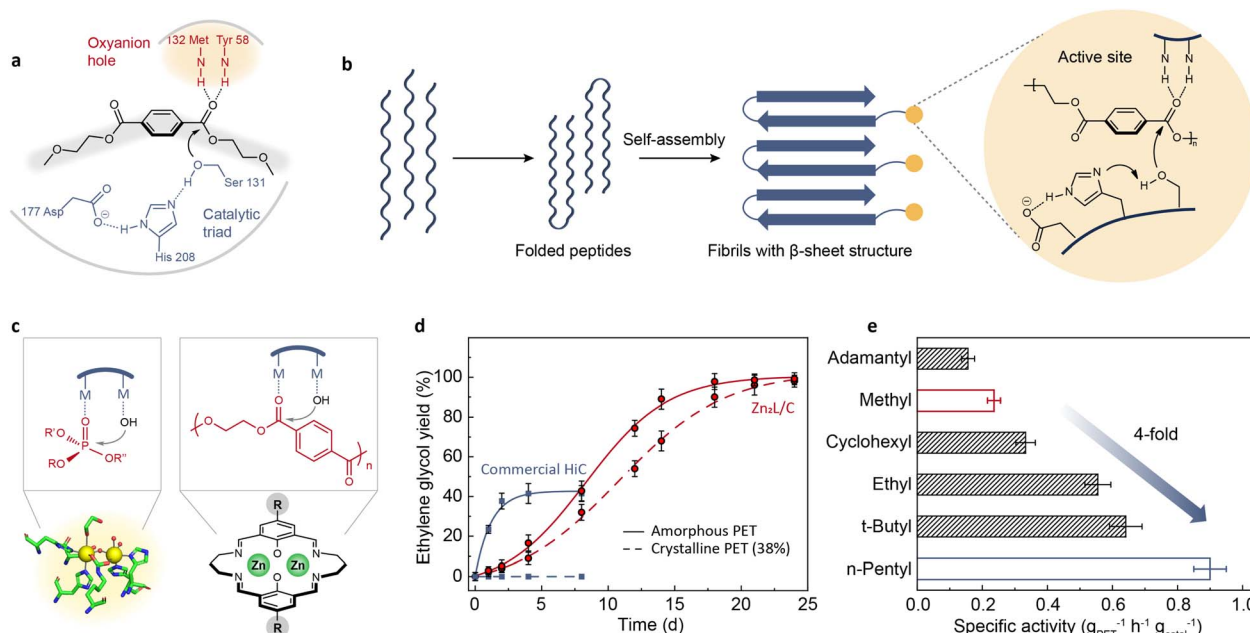 a
Oxyanion
hole
132 Met
Tyr 58
N
N
H
H
O
O
O
O
O
O
H
O
Ser 131
177 Asp
O
O
⊖
H
N
N
Catalytic
triad
His 208
b
Self-assembly
Folded peptides
Fibrils with β-sheet structure
Active site
N
N
H
H
O
O
O
O
n
N
H
O
H
N
O
O
⊖
c
M
M
O
OH
R'O
P
RO
OR"
M
M
O
OH
O
O
O
n
R
O
N
N
Zn
Zn
N
N
O
R
d
Ethylene glycol yield (%)
120
100
80
60
40
20
0
Zn₂L/C
Commercial HiC
Amorphous PET
Crystalline PET (38%)
0
5
10
15
20
25
Time (d)
e
Adamantyl
Methyl
Cyclohexyl
Ethyl
t-Butyl
n-Pentyl
4-fold
0.0
0.2
0.4
0.6
0.8
1.0
Specific activity (g